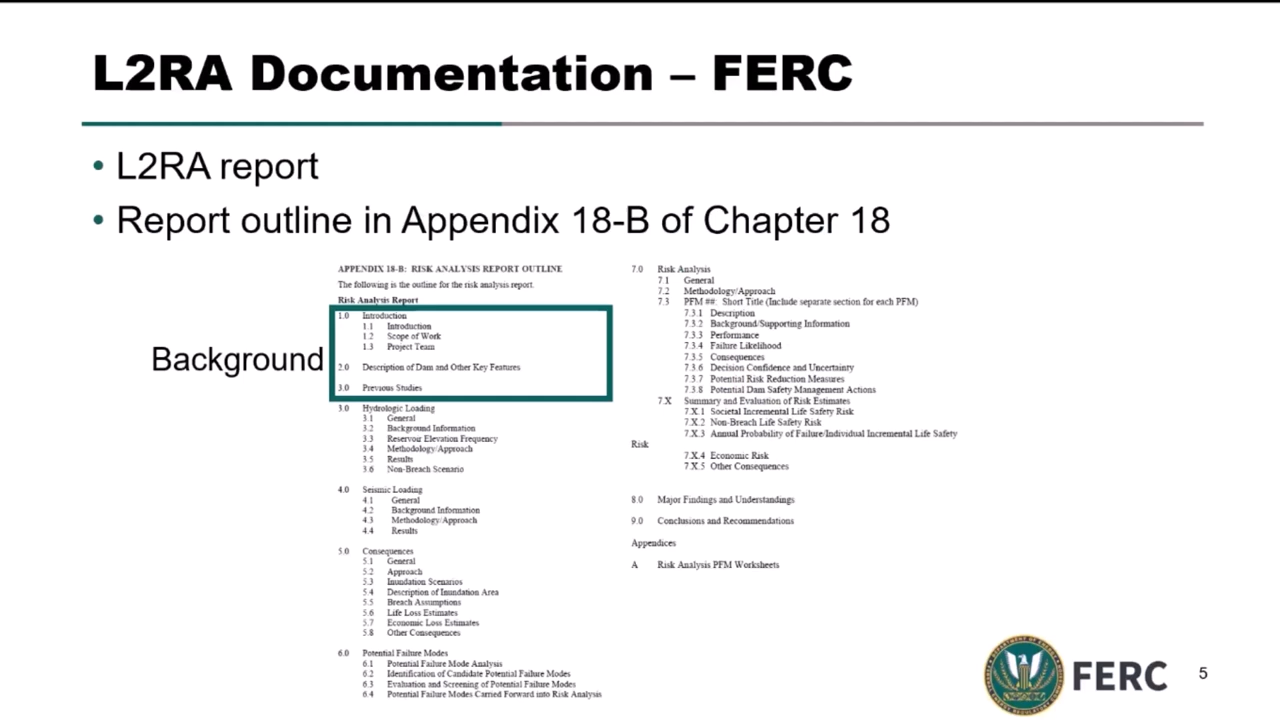 L2RA Documentation – FERC
• L2RA report
• Report outline in Appendix 18-B of Chapter 18
Background
APPENDIX 18-B: RISK ANALYSIS REPORT OUTLINE
The following is the outline for the risk analysis report.
Risk Analysis Report
1.0 Introduction
1.1 Introduction
1.2 Scope of Work
1.3 Project Team
2.0 Description of Dam and Other Key Features
3.0 Previous Studies
3.0 Hydrologic Loading
3.1 General
3.2 Background Information
3.3 Reservoir Elevation Frequency
3.4 Methodology/Approach
3.5 Results
3.6 Non-Breach Scenario
4.0 Seismic Loading
4.1 General
4.2 Background Information
4.3 Methodology/Approach
4.4 Results
5.0 Consequences
5.1 General
5.2 Approach
5.3 Inundation Scenarios
5.4 Description of Inundation Area
5.5 Breach Assumptions
5.6 Life Loss Estimates
5.7 Economic Loss Estimates
5.8 Other Consequences
6.0 Potential Failure Modes
6.1 Potential Failure Mode Analysis
6.2 Identification of Candidate Potential Failure Modes
6.3 Evaluation and Screening of Potential Failure Modes
6.4 Potential Failure Modes Carried Forward into Risk Analysis
7.0 Risk Analysis
7.1 General
7.2 Methodology/Approach
7.3 PFM ##: Short Title (Include separate section for each PFM)
7.3.1 Description
7.3.2 Background/Supporting Information
7.3.3 Performance
7.3.4 Failure Likelihood
7.3.5 Consequences
7.3.6 Decision Confidence and Uncertainty
7.3.7 Potential Risk Reduction Measures
7.3.8 Potential Dam Safety Management Actions
7.X Summary and Evaluation of Risk Estimates
7.X.1 Societal Incremental Life Safety Risk
7.X.2 Non-Breach Life Safety Risk
7.X.3 Annual Probability of Failure/Individual Incremental Life Safety
Risk
7.X.4 Economic Risk
7.X.5 Other Consequences
8.0 Major Findings and Understandings
9.0 Conclusions and Recommendations
Appendices
A Risk Analysis PFM Worksheets
FERC
5